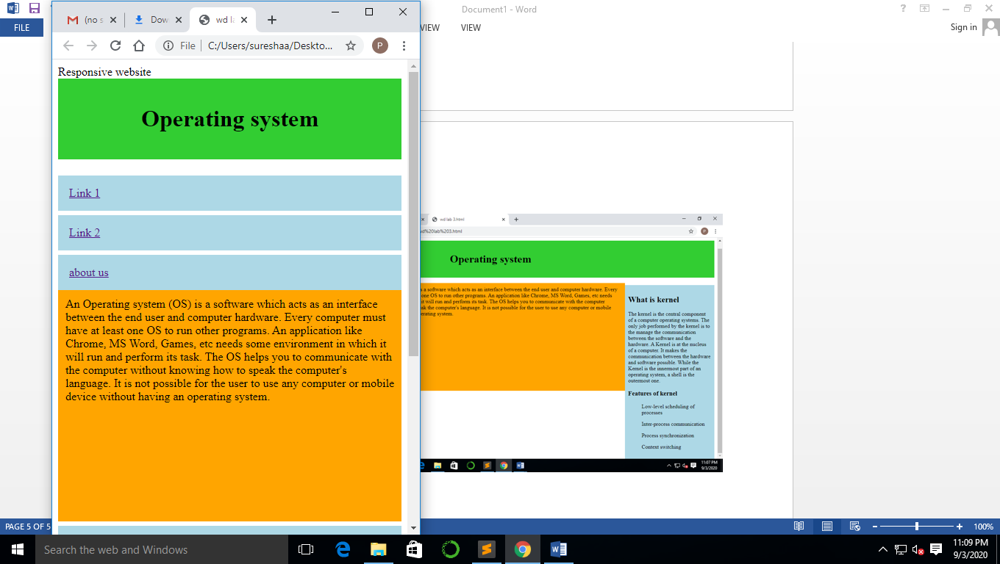 Document1 - Word
FILE
VIEW
Sign in
(no s
Dow
wd la
File
C:/Users/sureshaa/Deskto...
P
Responsive website
Operating system
Link 1
Link 2
about us
An Operating system (OS) is a software which acts as an interface
between the end user and computer hardware. Every computer must
have at least one OS to run other programs. An application like
Chrome, MS Word, Games, etc needs some environment in which it
will run and perform its task. The OS helps you to communicate with
the computer without knowing how to speak the computer's
language. It is not possible for the user to use any computer or mobile
device without having an operating system.
wd lab 3.html
wd%20lab%203.html
P
Operating system
s a software which acts as an interface between the end user and computer hardware. Every
one OS to run other programs. An application like Chrome, MS Word, Games, etc needs
it will run and perform its task. The OS helps you to communicate with the computer
ak the computer's language. It is not possible for the user to use any computer or mobile
erating system.
What is kernel
The kernel is the central component
of a computer operating systems. The
only job performed by the kernel is to
the manage the communication
between the software and the
hardware. A Kernel is at the nucleus
of a computer. It makes the
communication between the hardware
and software possible. While the
Kernel is the innermost part of an
operating system, a shell is the
outermost one.
Features of kernel
Low-level scheduling of
processes
Inter-process communication
Process synchronization
Context switching
11:07 PM
9/3/2020
PAGE 5 OF 5
100%
Search the web and Windows
11:09 PM
9/3/2020